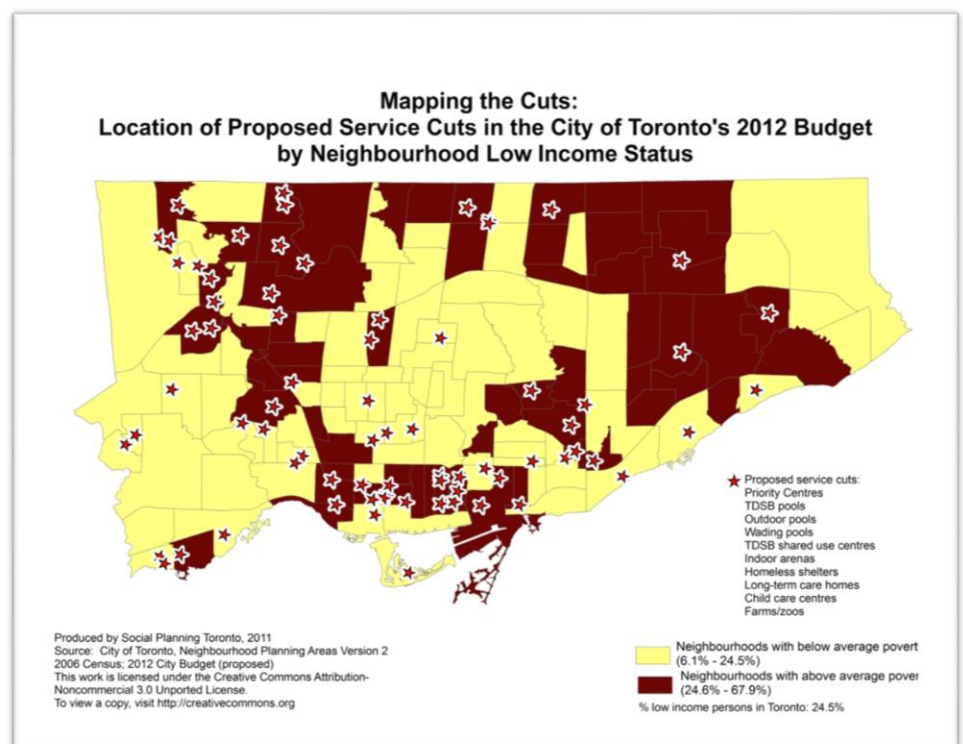 Mapping the Cuts:
Location of Proposed Service Cuts in the City of Toronto's 2012 Budget
by Neighbourhood Low Income Status
Proposed service cuts:
Priority Centres
TDSB pools
Outdoor pools
Wading pools
TDSB shared use centres
Indoor arenas
Homeless shelters
Long-term care homes
Child care centres
Farms/zoos
Produced by Social Planning Toronto, 2011
Source: City of Toronto, Neighbourhood Planning Areas Version 2
2006 Census; 2012 City Budget (proposed)
This work is licensed under the Creative Commons Attribution-
Noncommercial 3.0 Unported License.
To view a copy, visit http://creativecommons.org
Neighbourhoods with below average povert
(6.1% - 24.5%)
Neighbourhoods with above average pover
(24.6% - 67.9%)
% low income persons in Toronto: 24.5%